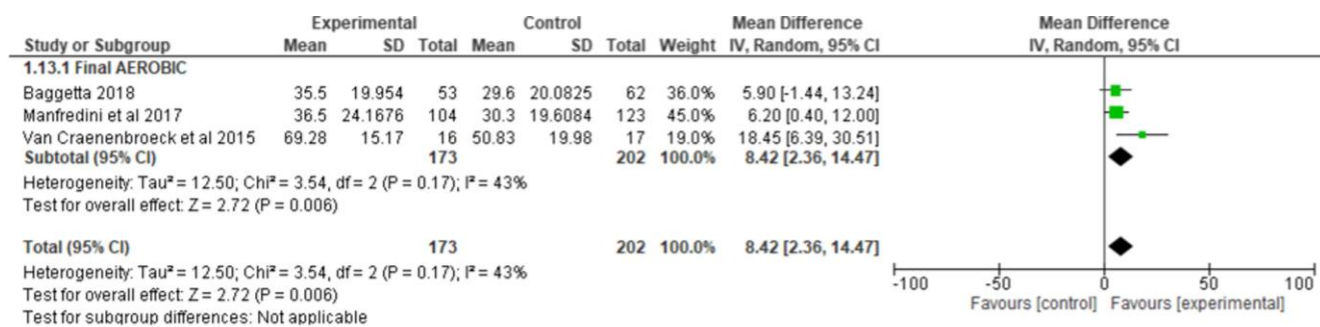 Experimental Control Mean Difference Mean Difference
Study or Subgroup Mean SD Total Mean SD Total Weight IV, Random, 95% CI IV, Random, 95% CI
1.13.1 Final AEROBIC
Baggetta 2018 35.5 19.954 53 29.6 20.0825 62 36.0% 5.90 [-1.44, 13.24]
Manfredini et al 2017 36.5 24.1676 104 30.3 19.6084 123 45.0% 6.20 [0.40, 12.00]
Van Craenenbroeck et al 2015 69.28 15.17 16 50.83 19.98 17 19.0% 18.45 [6.39, 30.51]
Subtotal (95% CI) 173 202 100.0% 8.42 [2.36, 14.47]
Heterogeneity: Tau² = 12.50; Chi² = 3.54, df = 2 (P = 0.17); I² = 43%
Test for overall effect: Z = 2.72 (P = 0.006)
Total (95% CI) 173 202 100.0% 8.42 [2.36, 14.47]
Heterogeneity: Tau² = 12.50; Chi² = 3.54, df = 2 (P = 0.17); I² = 43%
Test for overall effect: Z = 2.72 (P = 0.006)
Test for subgroup differences: Not applicable
-100 -50 0 50 100
Favours [control] Favours [experimental]